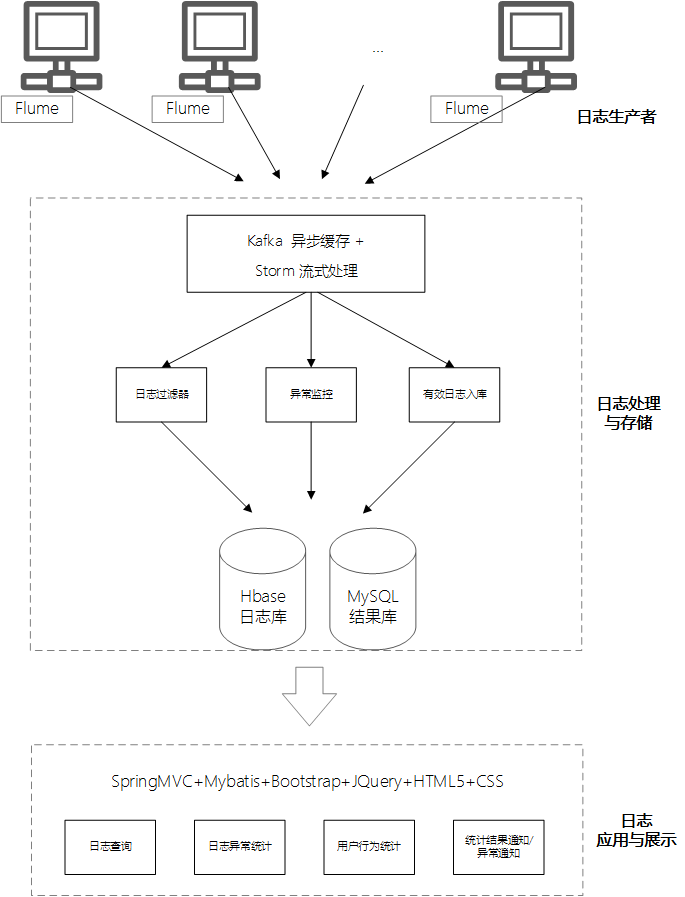 ...
Flume
Flume
Flume
日志生产者
Kafka 异步缓存 +
Storm 流式处理
日志过滤器
异常监控
有效日志入库
日志处理
与存储
Hbase
日志库
MySQL
结果库
SpringMVC+Mybatis+Bootstrap+JQuery+HTML5+CSS
日志查询
日志异常统计
用户行为统计
统计结果通知/
异常通知
日志
应用与展示